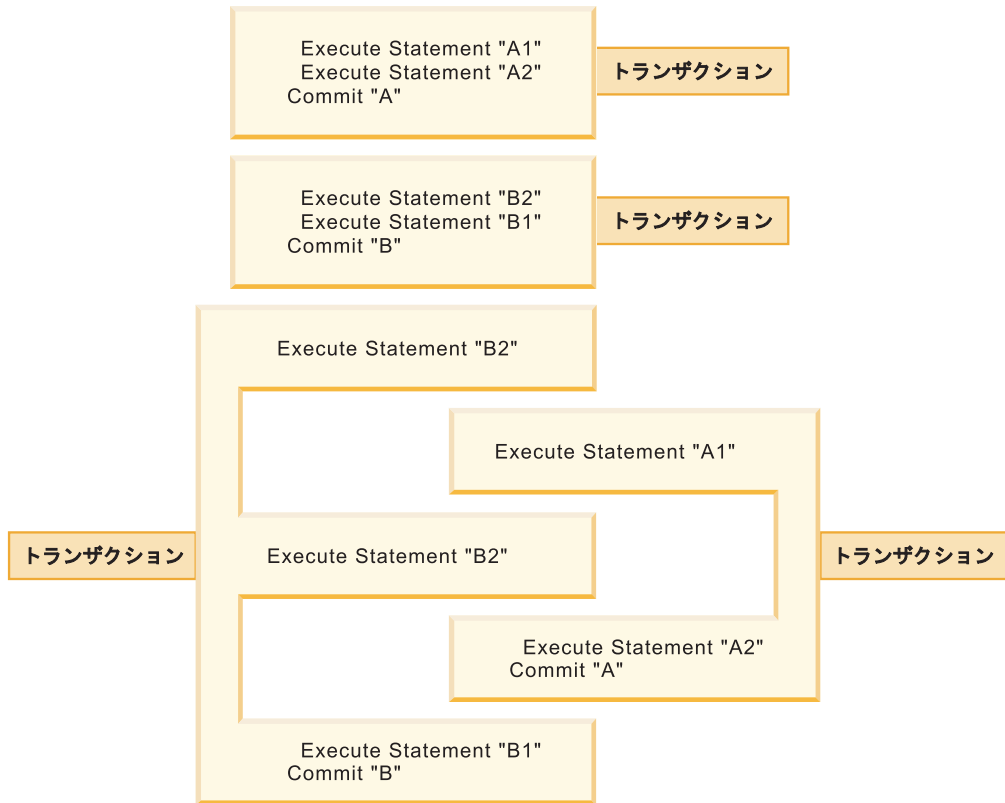 Execute Statement "A1"
Execute Statement "A2"
Commit "A"
トランザクション
Execute Statement "B2"
Execute Statement "B1"
Commit "B"
トランザクション
Execute Statement "B2"
Execute Statement "A1"
トランザクション
Execute Statement "B2"
トランザクション
Execute Statement "A2"
Commit "A"
Execute Statement "B1"
Commit "B"